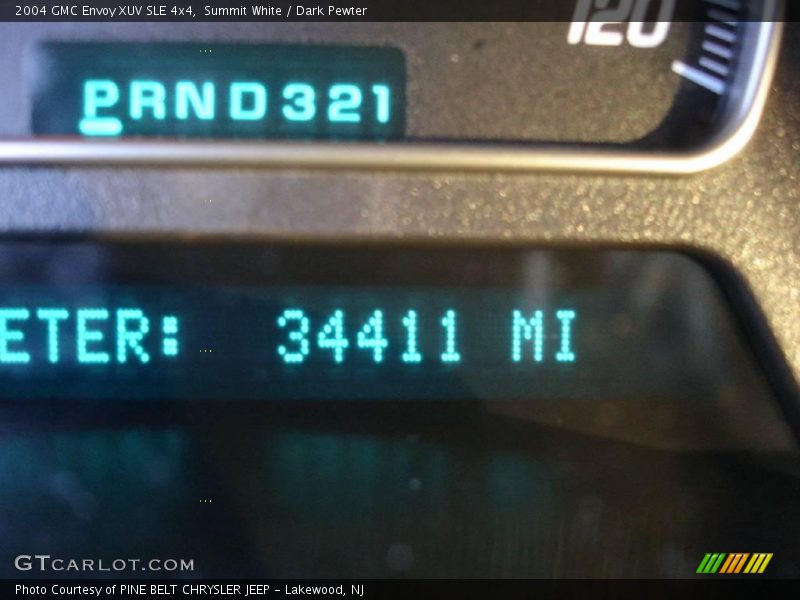 2004 GMC Envoy XUV SLE 4x4, Summit White / Dark Pewter
120
PRND321
ETER: 34411 MI
GTCARLOT.COM
Photo Courtesy of PINE BELT CHRYSLER JEEP - Lakewood, NJ